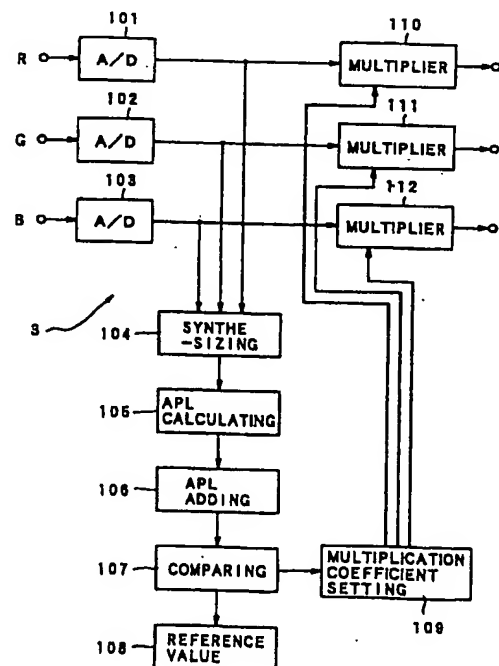 101
110
R
A/D
MULTIPLIER
102
111
G
A/D
MULTIPLIER
103
112
B
A/D
MULTIPLIER
3
104
SYNTHE
-SIZING
105
APL
CALCULATING
106
APL
ADDING
107
COMPARING
MULTIPLICATION
COEFFICIENT
SETTING
109
108
REFERENCE
VALUE